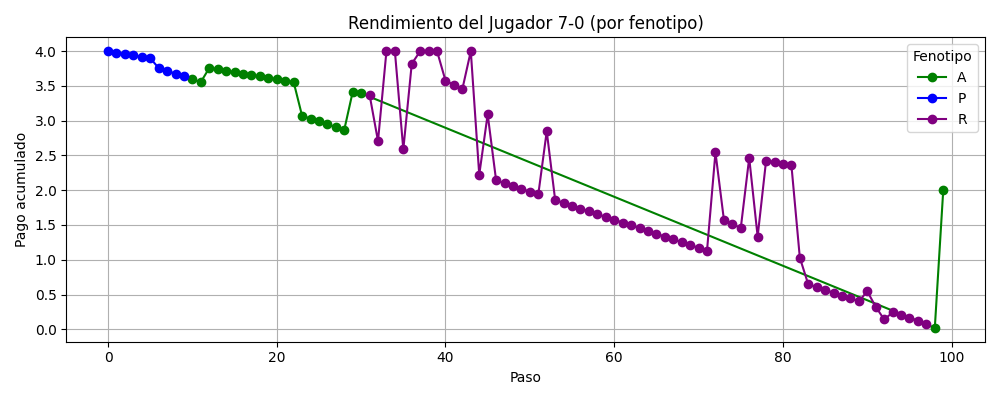 Rendimiento del Jugador 7-0 (por fenotipo)
Pago acumulado
4.0
3.5
3.0
2.5
2.0
1.5
1.0
0.5
0.0
Fenotipo
A
P
R
0 20 40 60 80 100
Paso